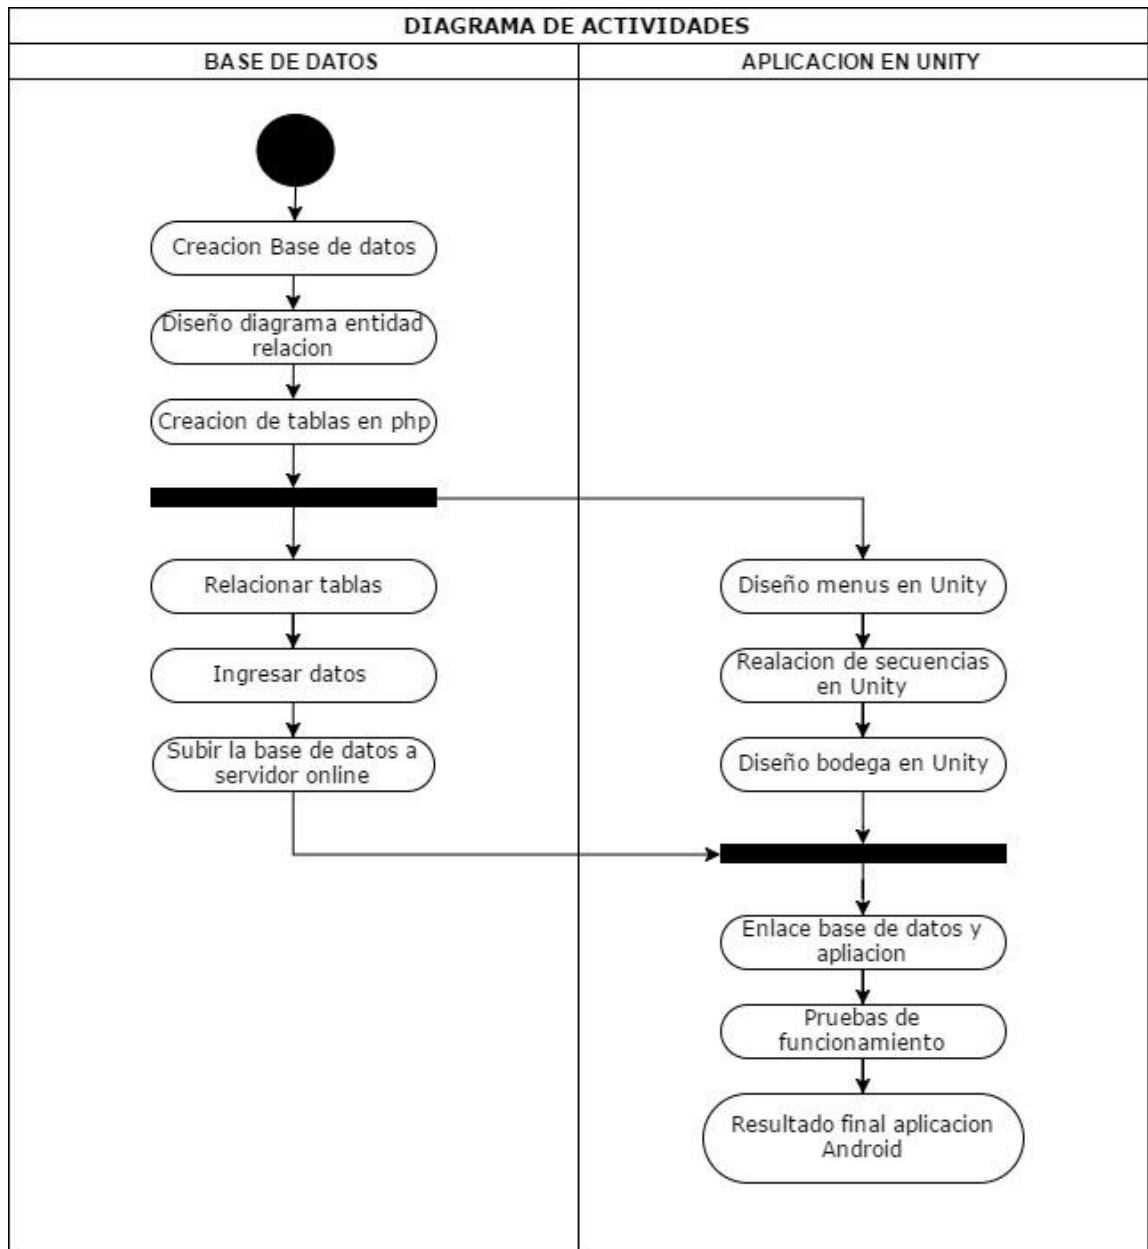 DIAGRAMA DE ACTIVIDADES
BASE DE DATOS
APLICACION EN UNITY
Creacion Base de datos
Diseño diagrama entidad
relacion
Creacion de tablas en php
Relacionar tablas
Ingresar datos
Subir la base de datos a
servidor online
Diseño menus en Unity
Realacion de secuencias
en Unity
Diseño bodega en Unity
Enlace base de datos y
apliacion
Pruebas de
funcionamiento
Resultado final aplicacion
Android